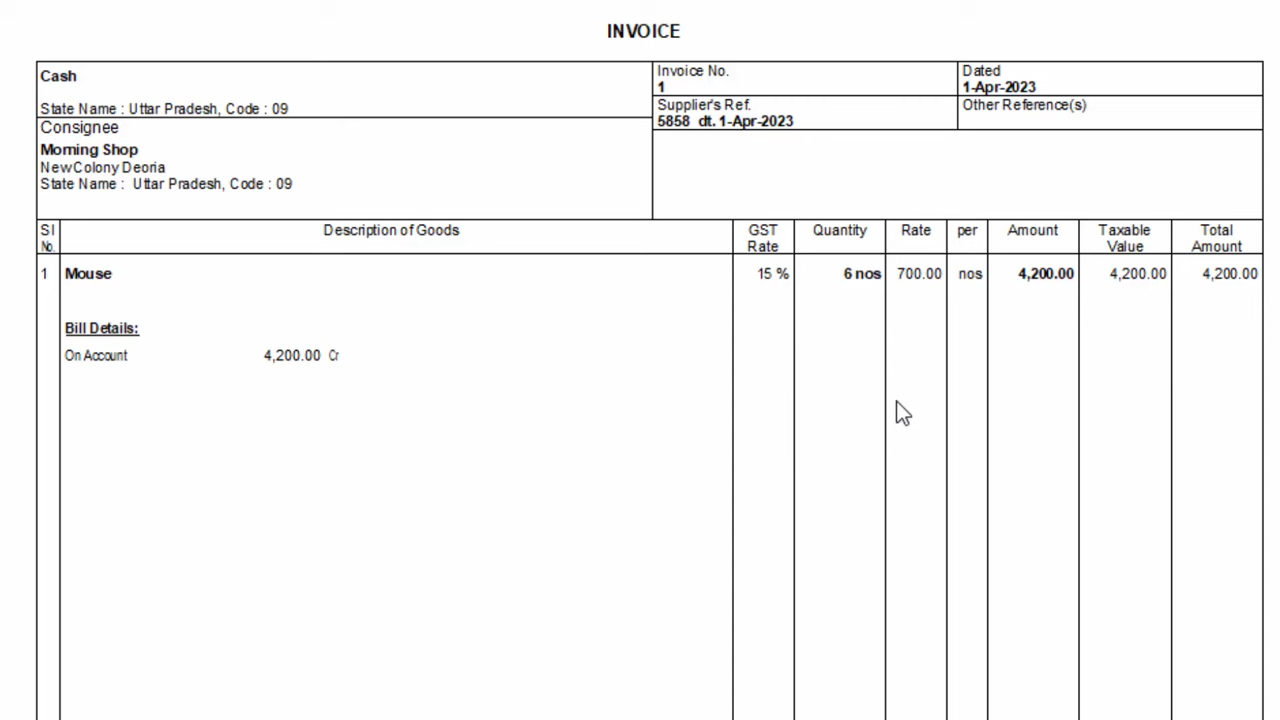 INVOICE
Cash
State Name : Uttar Pradesh, Code : 09
Consignee
Morning Shop
New Colony Deoria
State Name : Uttar Pradesh, Code : 09
Invoice No.
1
Dated
1-Apr-2023
Supplier's Ref.
5858 dt. 1-Apr-2023
Other Reference(s)
Sl No. Description of Goods GST Rate Quantity Rate per Amount Taxable Value Total Amount
1 Mouse 15 % 6 nos 700.00 nos 4,200.00 4,200.00 4,200.00
Bill Details:
On Account 4,200.00 Cr